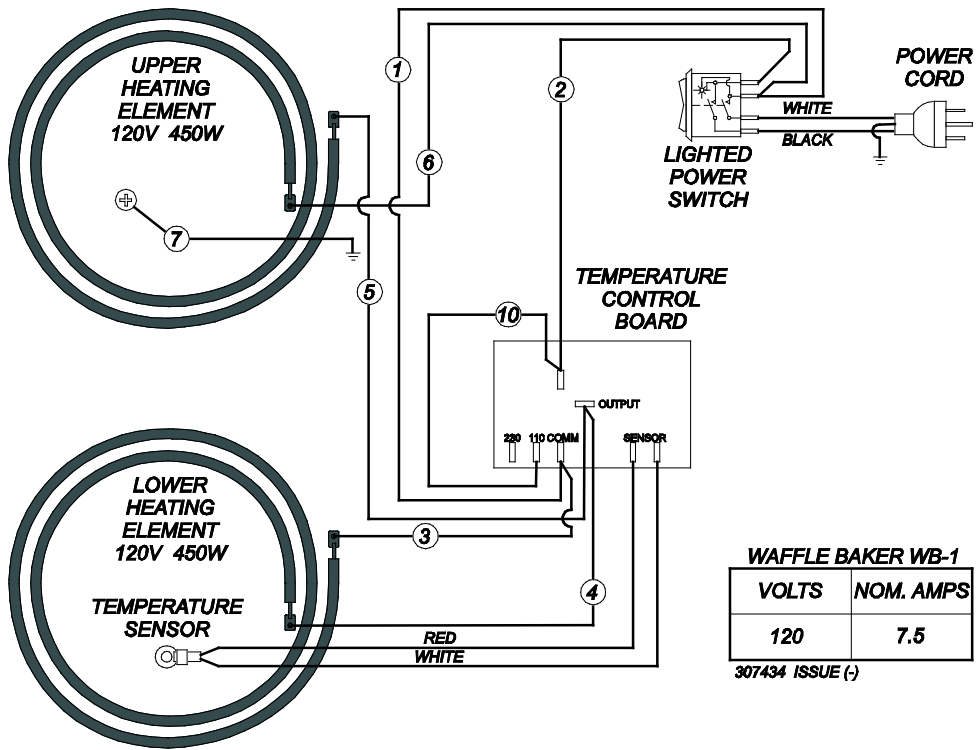 UPPER
HEATING
ELEMENT
120V 450W
1
2
6
7
5
10
POWER
CORD
WHITE
BLACK
LIGHTED
POWER
SWITCH
TEMPERATURE
CONTROL
BOARD
OUTPUT
220 110 COMM SENSOR
LOWER
HEATING
ELEMENT
120V 450W
3
4
TEMPERATURE
SENSOR
RED
WHITE
WAFFLE BAKER WB-1
VOLTS NOM. AMPS
120 7.5
307434 ISSUE (-)